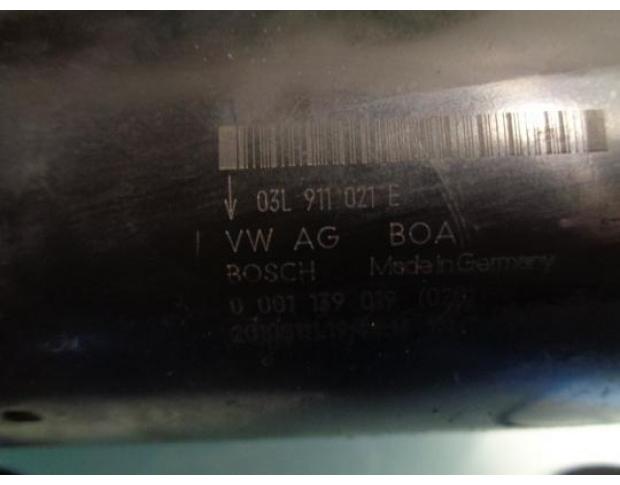 03L 911 021 E
VW AG BOA
BOSCH Made in Germany
0 001 139 019